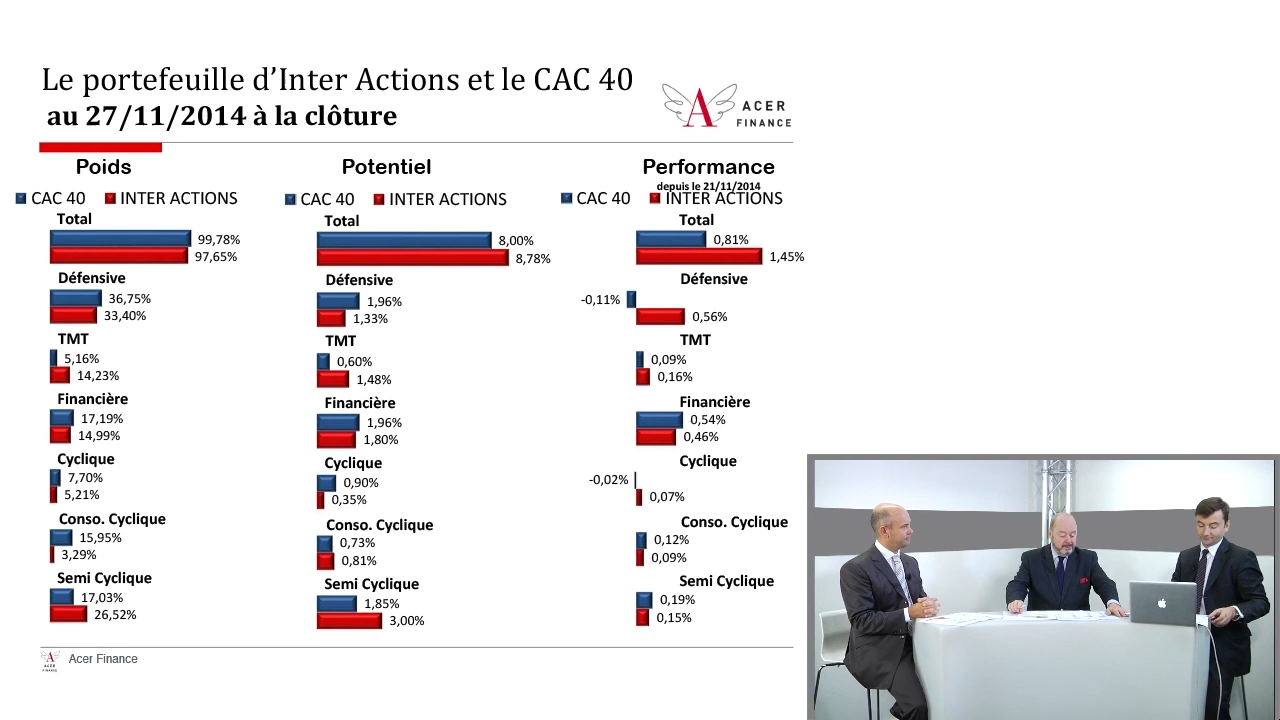 Le portefeuille d’Inter Actions et le CAC 40
au 27/11/2014 à la clôture
ACER
FINANCE
Poids
CAC 40 INTER ACTIONS
Total
99,78%
97,65%
Défensive
36,75%
33,40%
TMT
5,16%
14,23%
Financière
17,19%
14,99%
Cyclique
7,70%
5,21%
Conso. Cyclique
15,95%
3,29%
Semi Cyclique
17,03%
26,52%
Potentiel
CAC 40 INTER ACTIONS
Total
8,00%
8,78%
Défensive
1,96%
1,33%
TMT
0,60%
1,48%
Financière
1,96%
1,80%
Cyclique
0,90%
0,35%
Conso. Cyclique
0,73%
0,81%
Semi Cyclique
1,85%
3,00%
Performance
depuis le 21/11/2014
CAC 40 INTER ACTIONS
Total
0,81%
1,45%
Défensive
-0,11%
0,56%
TMT
0,09%
0,16%
Financière
0,54%
0,46%
Cyclique
-0,02%
0,07%
Conso. Cyclique
0,12%
0,09%
Semi Cyclique
0,19%
0,15%
ACER
FINANCE
Acer Finance